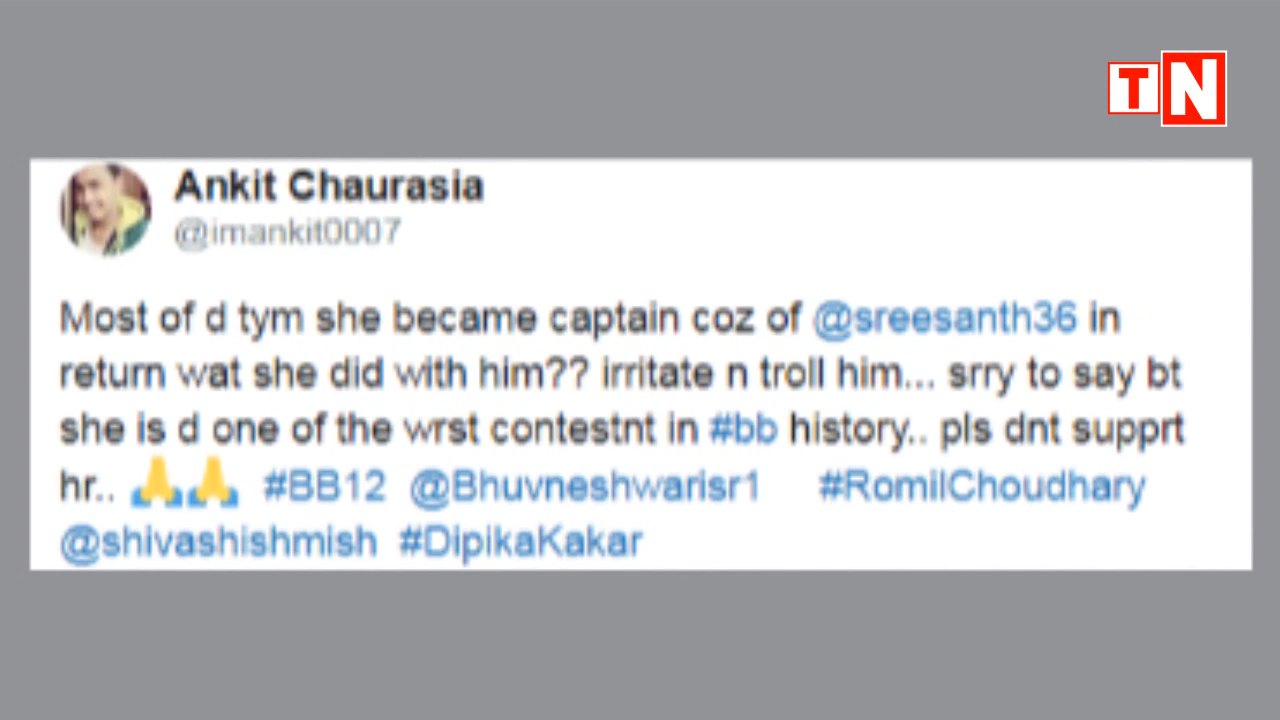 TN
Ankit Chaurasia
@imankit0007
Most of d tym she became captain coz of @sreesanth36 in
return wat she did with him?? irritate n troll him... srry to say bt
she is d one of the wrst contestnt in #bb history.. pls dnt supprt
hr.. 🙏🙏 #BB12 @Bhuvneshwarisr1 #RomilChoudhary
@shivashishmish #DipikaKakar